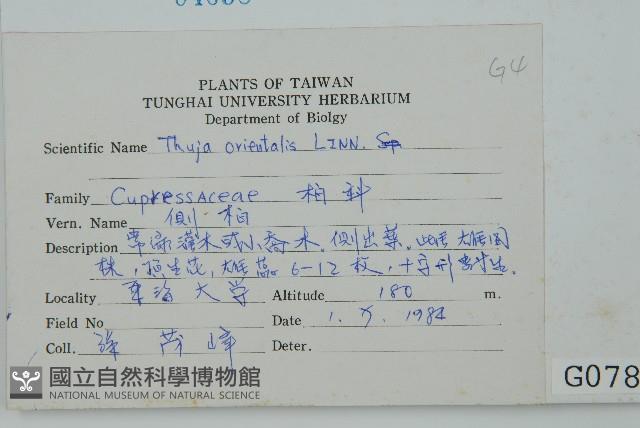 G4
PLANTS OF TAIWAN
TUNGHAI UNIVERSITY HERBARIUM
Department of Biolgy
Scientific Name Thuja orientalis LINN.
Family Cupressaceae 柏科
Vern. Name 側柏
Description 常綠灌木或小喬木, 側出葉, 雌雄同
株, 頂生花, 雄蕊 6-12 枚, 十字形對生.
Locality 東海大學 Altitude 180 m.
Field No
Date 1. 5. 1984
Coll. 張茂峰 Deter.
國立自然科學博物館
NATIONAL MUSEUM OF NATURAL SCIENCE
G078